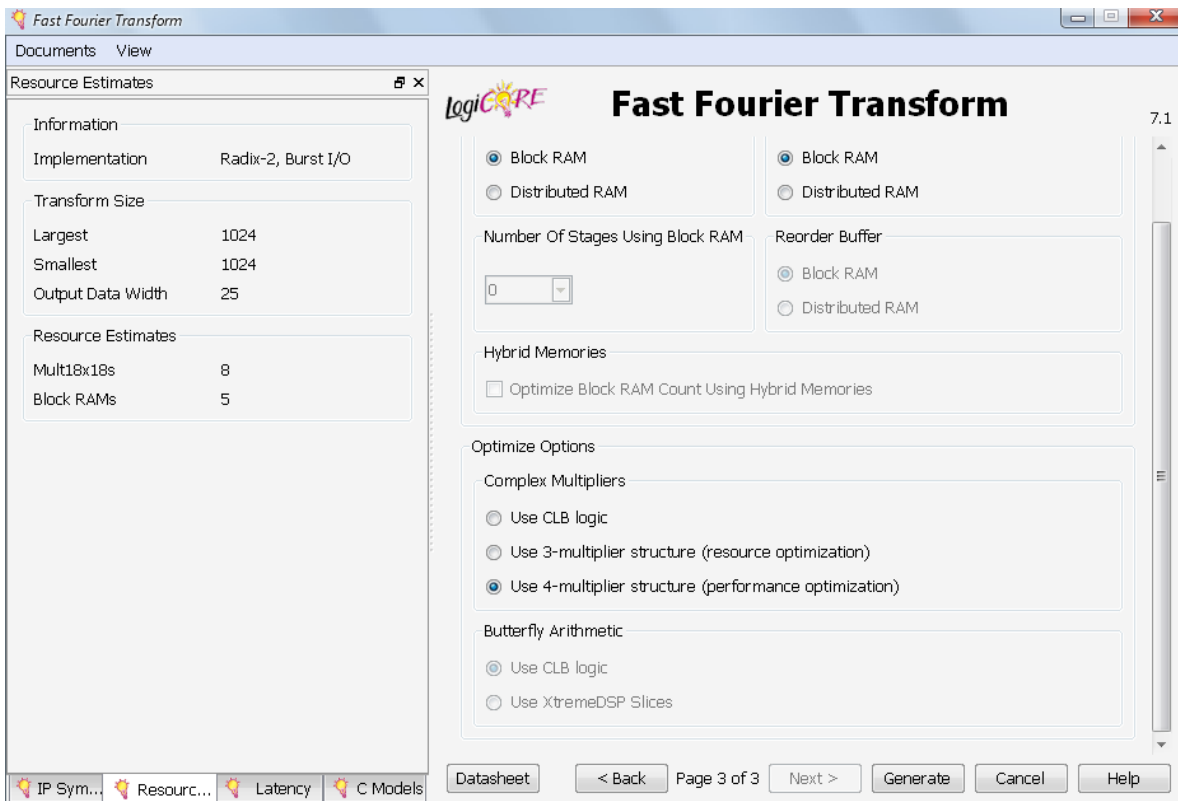 Fast Fourier Transform
Documents View
Resource Estimates
Information
Implementation Radix-2, Burst I/O
Transform Size
Largest 1024
Smallest 1024
Output Data Width 25
Resource Estimates
Mult18x18s 8
Block RAMs 5
IP Sym... Resourc... Latency C Models
LogiCORE Fast Fourier Transform 7.1
Block RAM Block RAM
Distributed RAM Distributed RAM
Number Of Stages Using Block RAM Reorder Buffer
0 Block RAM
Distributed RAM
Hybrid Memories
Optimize Block RAM Count Using Hybrid Memories
Optimize Options
Complex Multipliers
Use CLB logic
Use 3-multiplier structure (resource optimization)
Use 4-multiplier structure (performance optimization)
Butterfly Arithmetic
Use CLB logic
Use XtremeDSP Slices
Datasheet < Back Page 3 of 3 Next > Generate Cancel Help